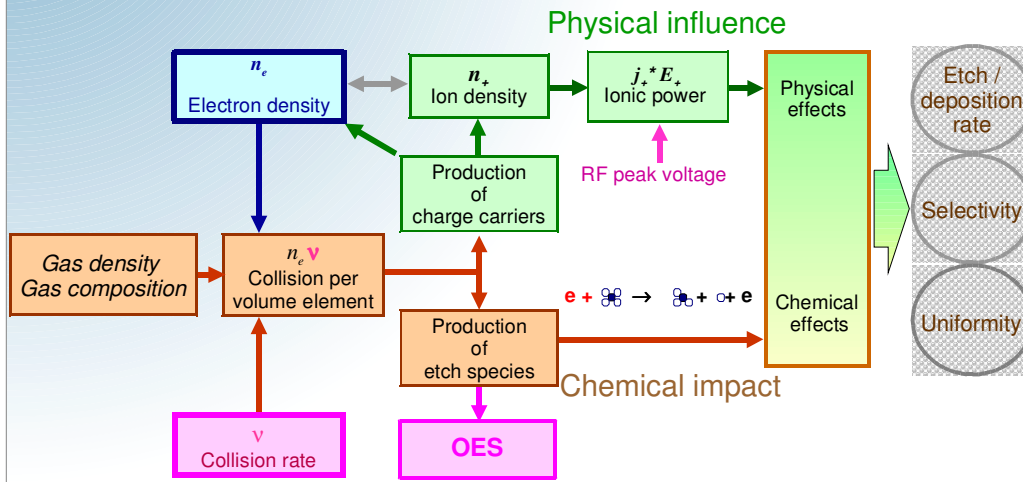 Physical influence
n_e
Electron density
n_+
Ion density
j_+*E_+
Ionic power
Physical
effects
Etch /
deposition
rate
RF peak voltage
Production
of
charge carriers
Selectivity
Gas density
Gas composition
n_e ν
Collision per
volume element
e + → + + e
Production
of
etch species
Chemical
effects
Uniformity
Chemical impact
ν
Collision rate
OES